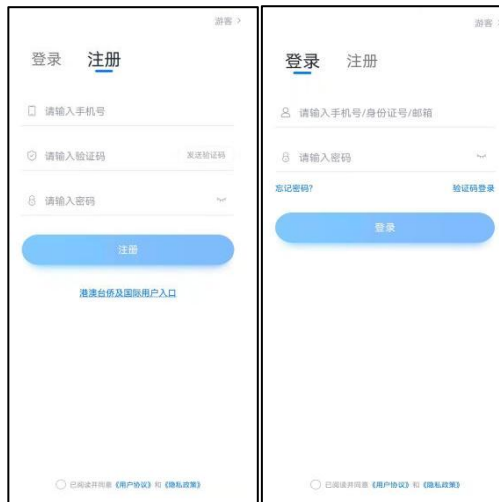 游客 >
登录 注册
请输入手机号
请输入验证码 发送验证码
请输入密码
注册
港澳台侨及国际用户入口
已阅读并同意《用户协议》和《隐私政策》
游客 >
登录 注册
请输入手机号/身份证号/邮箱
请输入密码
忘记密码? 验证码登录
登录
已阅读并同意《用户协议》和《隐私政策》